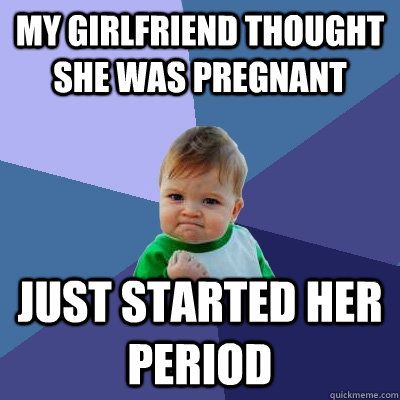 MY GIRLFRIEND THOUGHT
SHE WAS PREGNANT
JUST STARTED HER
PERIOD
quickmeme.com